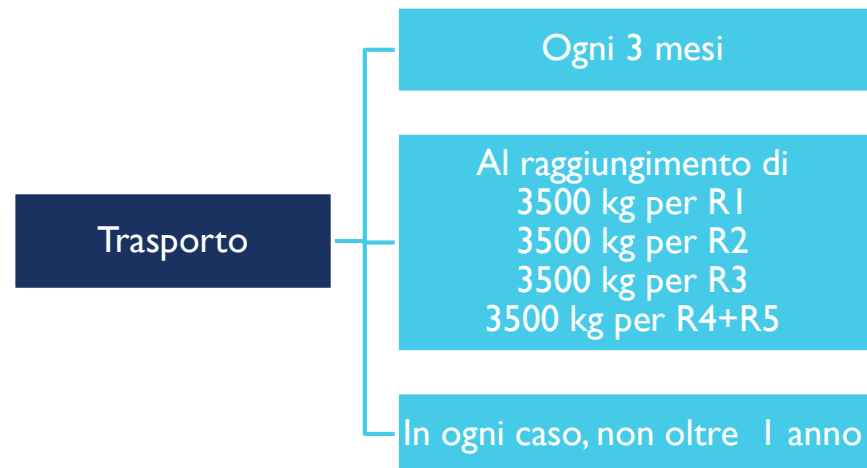 Ogni 3 mesi
Al raggiungimento di
3500 kg per R1
3500 kg per R2
3500 kg per R3
3500 kg per R4+R5
Trasporto
In ogni caso, non oltre 1 anno